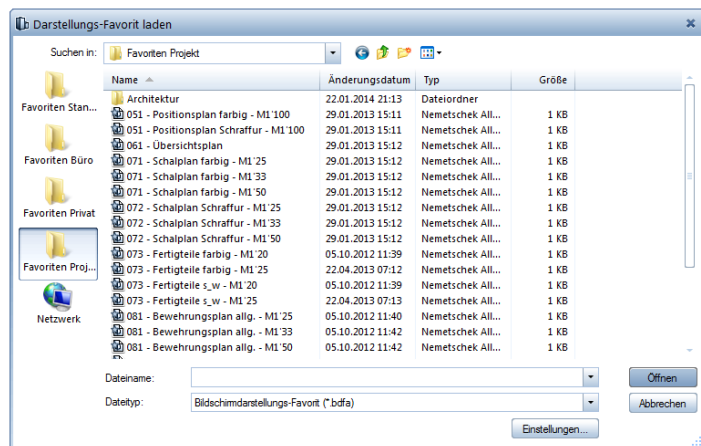 Darstellungs-Favorit laden
Suchen in: Favoriten Projekt
Name Änderungsdatum Typ Größe
Architektur 22.01.2014 21:13 Dateiordner
051 - Positionsplan farbig - M1'100 29.01.2013 15:11 Nemetschek All... 1 KB
051 - Positionsplan Schraffur - M1'100 29.01.2013 15:11 Nemetschek All... 1 KB
061 - Übersichtsplan 29.01.2013 15:12 Nemetschek All... 1 KB
071 - Schalplan farbig - M1'25 29.01.2013 15:12 Nemetschek All... 1 KB
071 - Schalplan farbig - M1'33 29.01.2013 15:12 Nemetschek All... 1 KB
071 - Schalplan farbig - M1'50 29.01.2013 15:12 Nemetschek All... 1 KB
072 - Schalplan Schraffur - M1'25 29.01.2013 15:12 Nemetschek All... 1 KB
072 - Schalplan Schraffur - M1'33 29.01.2013 15:12 Nemetschek All... 1 KB
072 - Schalplan Schraffur - M1'50 29.01.2013 15:12 Nemetschek All... 1 KB
073 - Fertigteile farbig - M1'20 05.10.2012 11:39 Nemetschek All... 1 KB
073 - Fertigteile farbig - M1'25 22.04.2013 07:12 Nemetschek All... 1 KB
073 - Fertigteile s_w - M1'20 05.10.2012 11:39 Nemetschek All... 1 KB
073 - Fertigteile s_w - M1'25 22.04.2013 07:13 Nemetschek All... 1 KB
081 - Bewehrungsplan allg. - M1'25 05.10.2012 11:40 Nemetschek All... 1 KB
081 - Bewehrungsplan allg. - M1'33 05.10.2012 11:42 Nemetschek All... 1 KB
081 - Bewehrungsplan allg. - M1'50 05.10.2012 11:42 Nemetschek All... 1 KB
Favoriten Stan...
Favoriten Büro
Favoriten Privat
Favoriten Proj...
Netzwerk
Dateiname: Öffnen
Dateityp: Bildschirmdarstellungs-Favorit (*.bdfa) Abbrechen
Einstellungen...